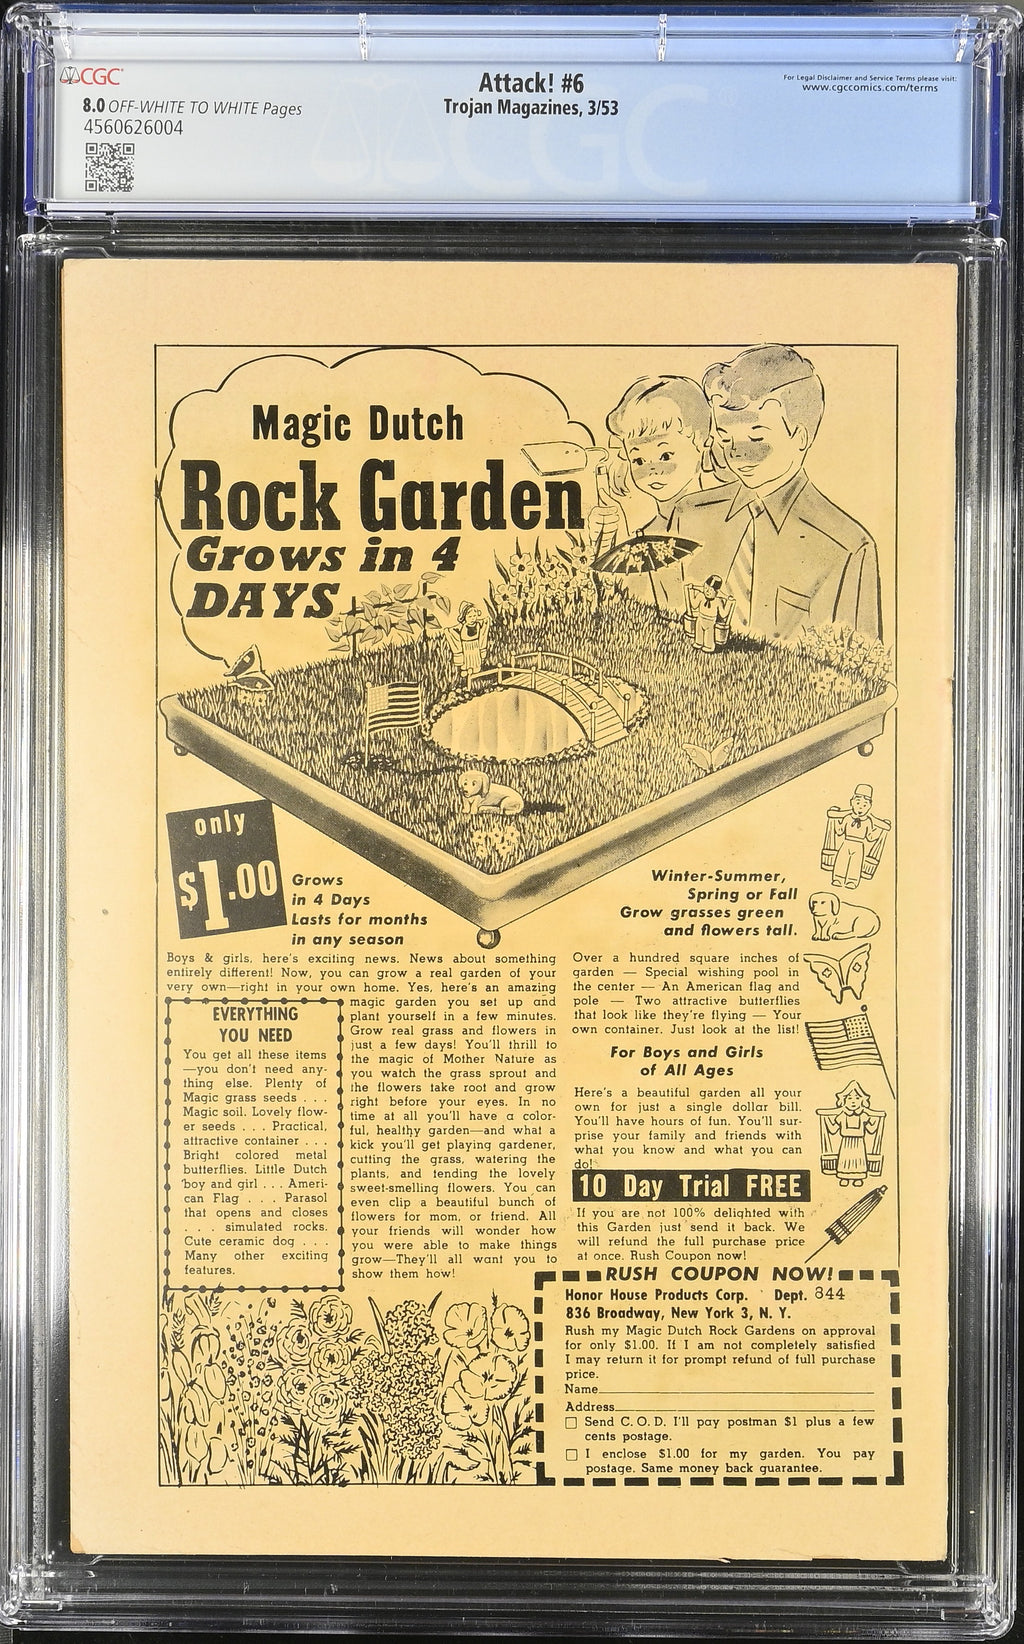 CGC
8.0 OFF-WHITE TO WHITE Pages
4560626004
Attack! #6
Trojan Magazines, 3/53
For Legal Disclaimer and Service Terms please visit:
www.cgccomics.com/terms
CGC
Magic Dutch
Rock Garden
Grows in 4
DAYS
only
$1.00
Grows
in 4 Days
Lasts for months
in any season
Winter-Summer,
Spring or Fall
Grow grasses green
and flowers tall.
Boys & girls, here's exciting news. News about something
entirely different! Now, you can grow a real garden of your
very own—right in your own home. Yes, here's an amazing
magic garden you set up and
plant yourself in a few minutes.
Grow real grass and flowers in
just a few days! You'll thrill to
the magic of Mother Nature as
you watch the grass sprout and
the flowers take root and grow
right before your eyes. In no
time at all you'll have a color-
ful, healthy garden—and what a
kick you'll get playing gardener,
cutting the grass, watering the
plants, and tending the lovely
sweet-smelling flowers. You can
even clip a beautiful bunch of
flowers for mom, or friend. All
your friends will wonder how
you were able to make things
grow—They'll all want you to
show them how!
EVERYTHING
YOU NEED
You get all these items
—you don't need any-
thing else. Plenty of
Magic grass seeds . . .
Magic soil. Lovely flow-
er seeds . . . Practical,
attractive container . . .
Bright colored metal
butterflies. Little Dutch
boy and girl . . . Ameri-
can Flag . . . Parasol
that opens and closes
. . . simulated rocks.
Cute ceramic dog . . .
Many other exciting
features.
Over a hundred square inches of
garden — Special wishing pool in
the center — An American flag and
pole — Two attractive butterflies
that look like they're flying — Your
own container. Just look at the list!
For Boys and Girls
of All Ages
Here's a beautiful garden all your
own for just a single dollar bill.
You'll have hours of fun. You'll sur-
prise your family and friends with
what you know and what you can
do!
10 Day Trial FREE
If you are not 100% delighted with
this Garden just send it back. We
will refund the full purchase price
at once. Rush Coupon now!
RUSH COUPON NOW!
Honor House Products Corp. Dept. 844
836 Broadway, New York 3, N. Y.
Rush my Magic Dutch Rock Gardens on approval
for only $1.00. If I am not completely satisfied
I may return it for prompt refund of full purchase
price.
Name
Address
Send C.O.D. I'll pay postman $1 plus a few
cents postage.
I enclose $1.00 for my garden. You pay
postage. Same money back guarantee.